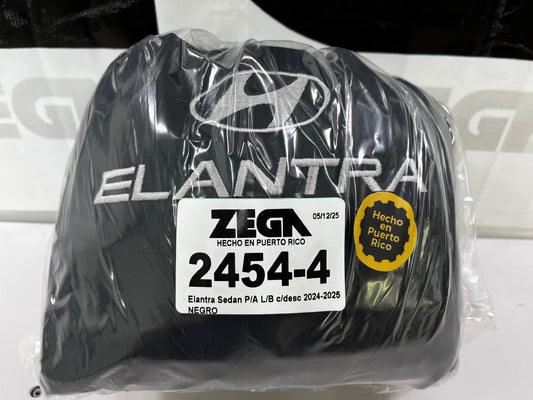 ELANTRA
ZEGA
05/12/25
HECHO EN PUERTO RICO
2454-4
Elantra Sedan P/A L/B c/desc 2024-2025
NEGRO
Hecho
en
Puerto
Rico